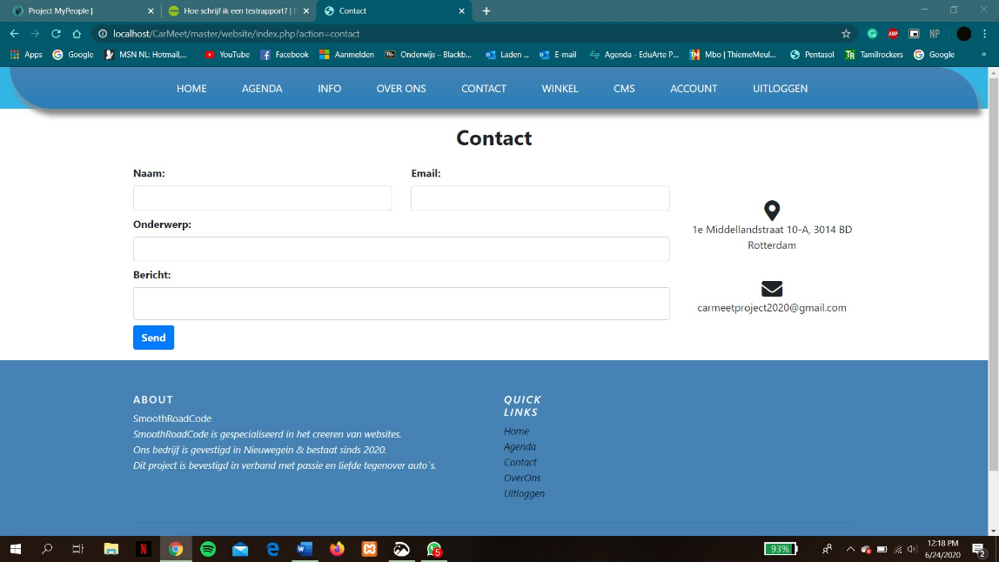 Project MyPeople |
Hoe schrijf ik een testrapport? | F
Contact
localhost/CarMeet/master/website/index.php?action=contact
ABP
NP
Apps
Google
MSN NL: Hotmail,...
YouTube
Facebook
Aanmelden
Onderwijs – Blackb...
Laden ...
E-mail
Agenda - EduArte P...
Mbo | ThiemeMeul...
Pentasol
Tamilrockers
Google
»
HOME
AGENDA
INFO
OVER ONS
CONTACT
WINKEL
CMS
ACCOUNT
UITLOGGEN
Contact
Naam:
Email:
Onderwerp:
Bericht:
Send
1e Middellandstraat 10-A, 3014 BD
Rotterdam
carmeetproject2020@gmail.com
ABOUT
SmoothRoadCode
SmoothRoadCode is gespecialiseerd in het creeren van websites.
Ons bedrijf is gevestigd in Nieuwegein & bestaat sinds 2020.
Dit project is bevestigd in verband met passie en liefde tegenover auto`s.
QUICK
LINKS
Home
Agenda
Contact
OverOns
Uitloggen
93%
12:18 PM
6/24/2020
5
2